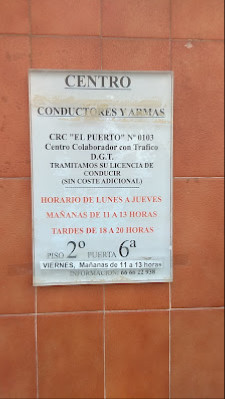 CENTRO
CONDUCTORES Y ARMAS
CRC "EL PUERTO" Nº 0103
Centro Colaborador con Trafico
D.G.T.
TRAMITAMOS SU LICENCIA DE
CONDUCIR
(SIN COSTE ADICIONAL)
HORARIO DE LUNES A JUEVES
MAÑANAS DE 11 A 13 HORAS
TARDES DE 18 A 20 HORAS
PISO 2º PUERTA 6ª
VIERNES, Mañanas de 11 a 13 horas
INFORMACION: